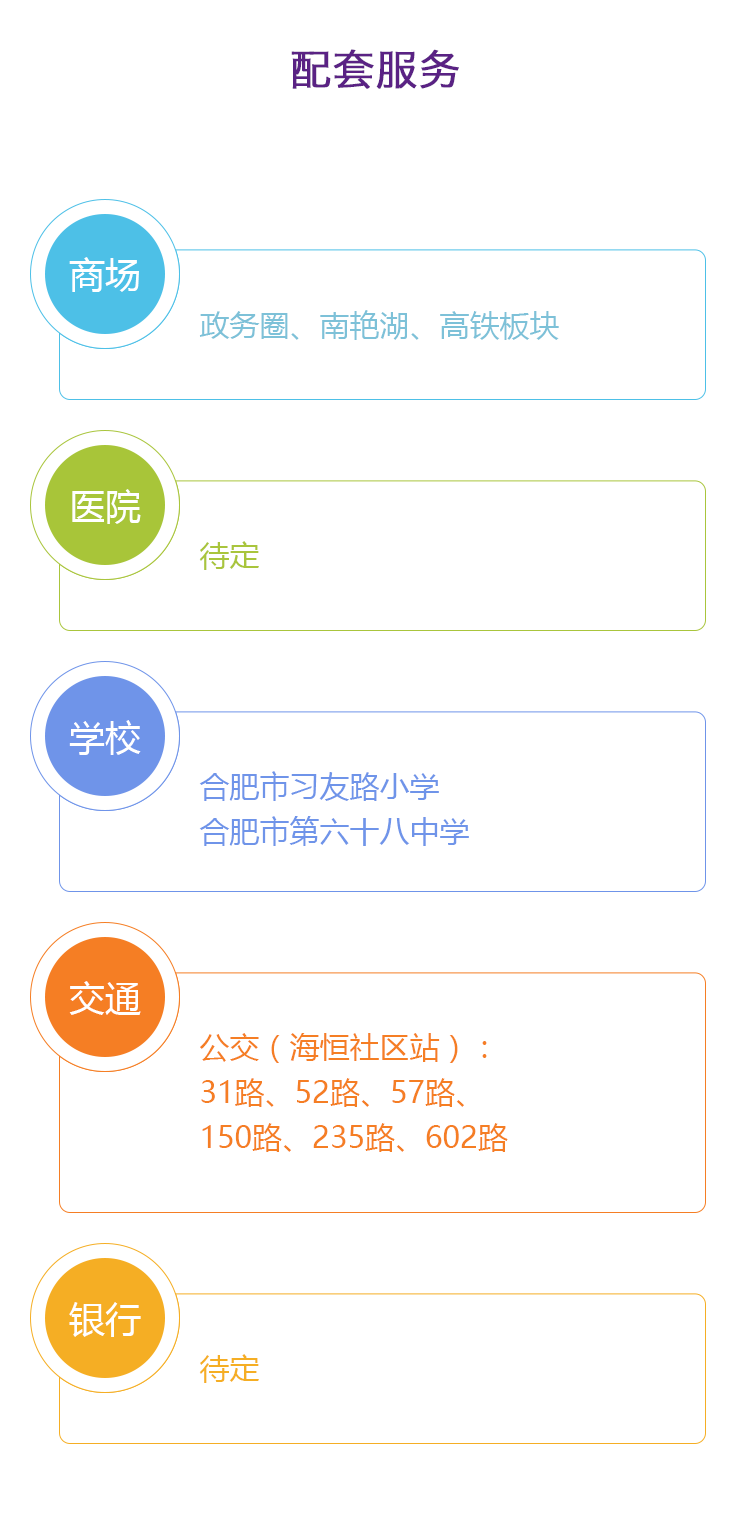 配套服务
商场
政务圈、南艳湖、高铁板块
医院
待定
学校
合肥市习友路小学
合肥市第六十八中学
交通
公交（海恒社区站）：
31路、52路、57路、
150路、235路、602路
银行
待定